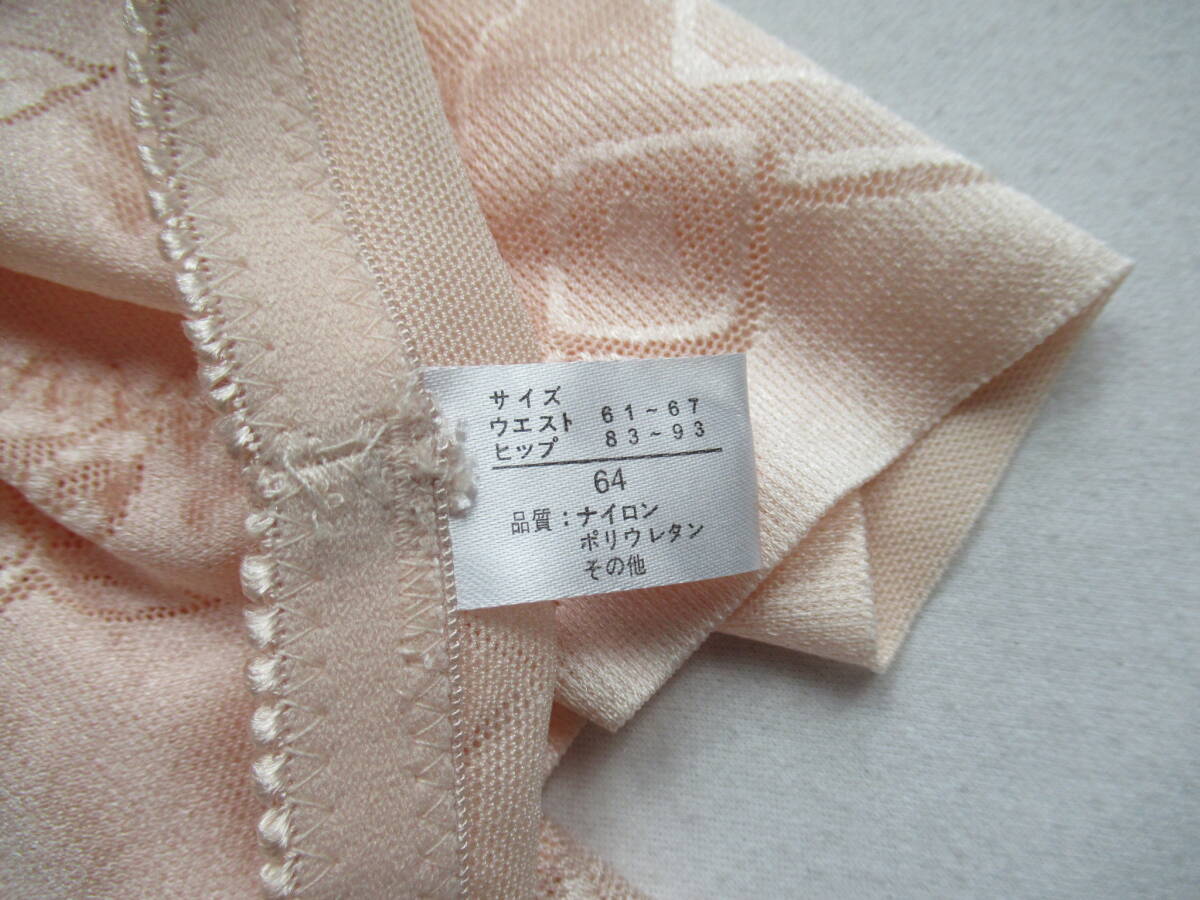 サイズ
ウエスト 61~67
ヒップ 83~93
64
品質:ナイロン
ポリウレタン
その他